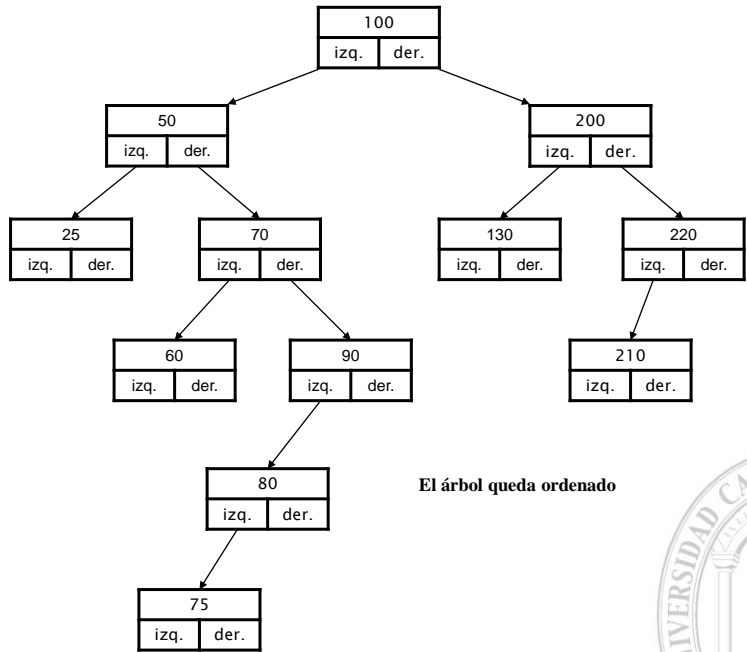 100
izq. der.
50
izq. der.
200
izq. der.
25
izq. der.
70
izq. der.
130
izq. der.
220
izq. der.
60
izq. der.
90
izq. der.
210
izq. der.
80
izq. der.
El árbol queda ordenado
75
izq. der.